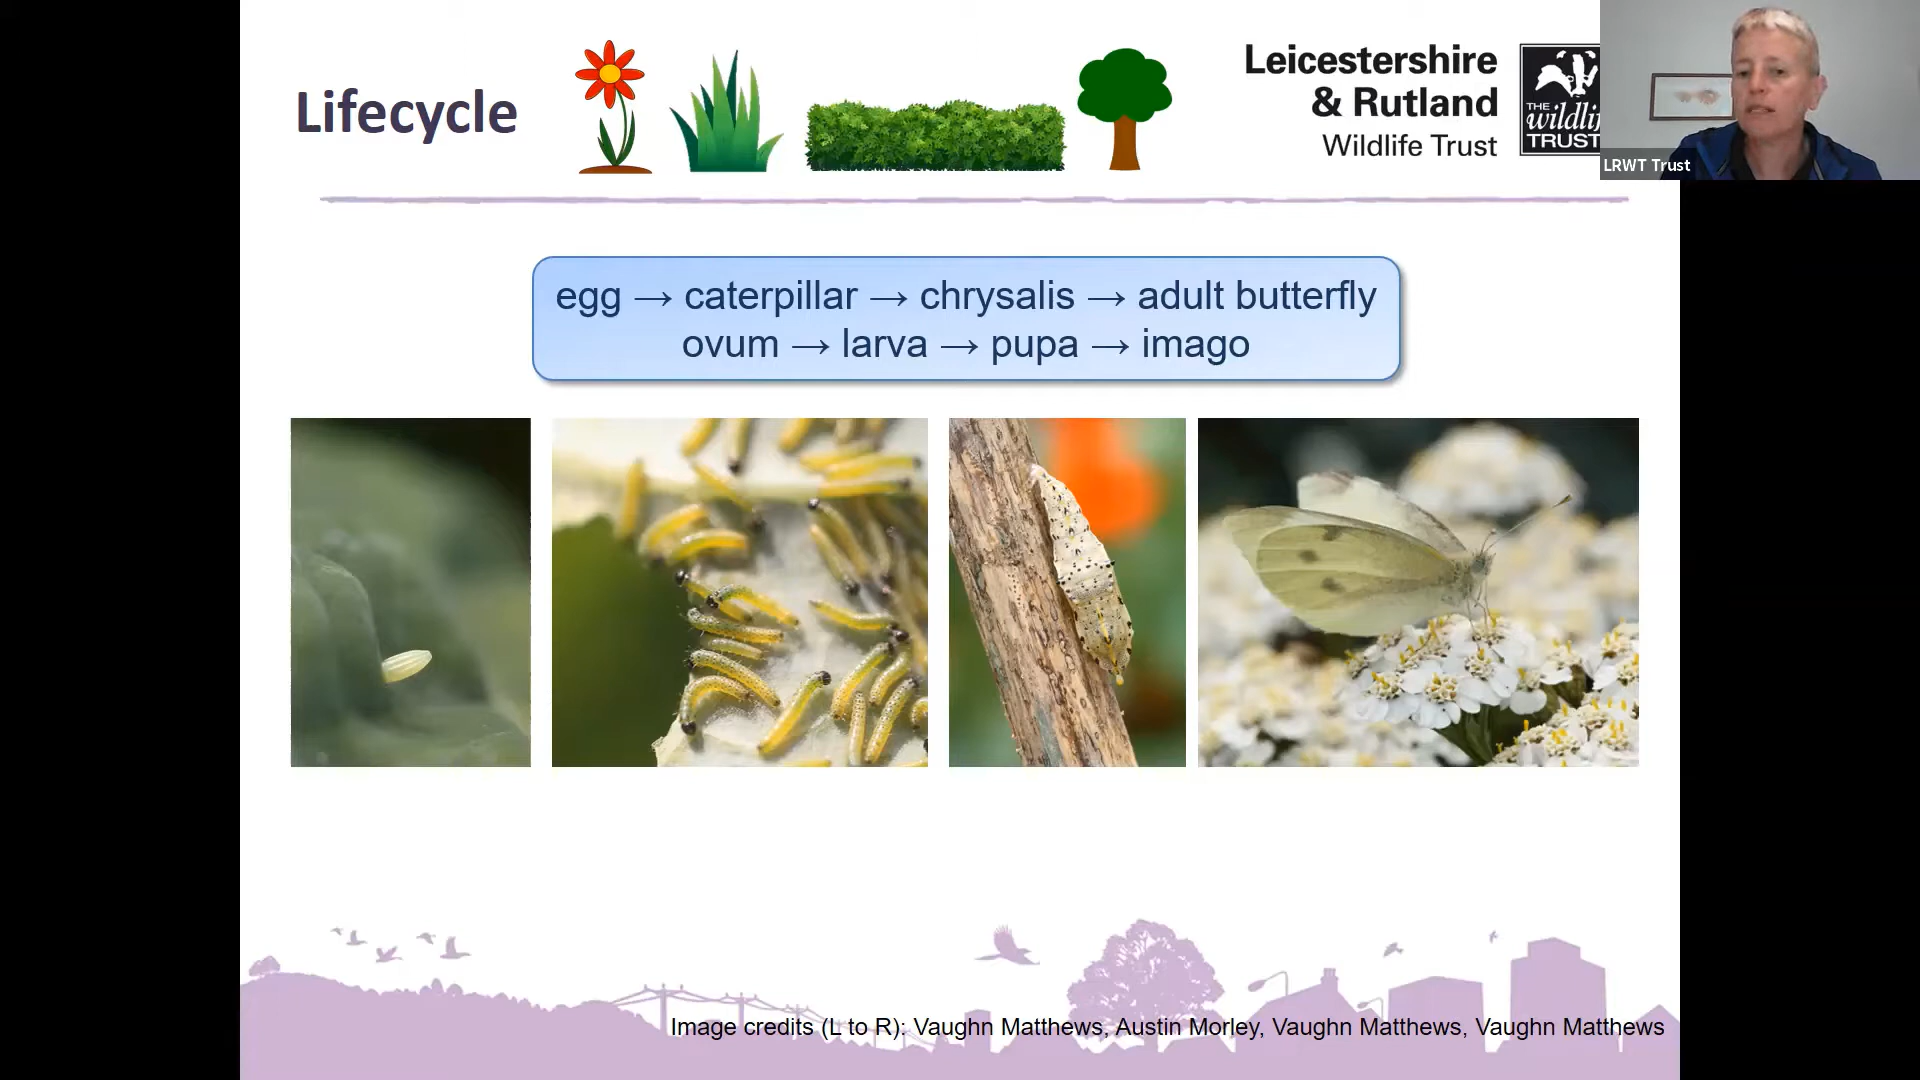 Lifecycle
Leicestershire
& Rutland
Wildlife Trust
THE
wildli
TRUST
LRWT Trust
egg → caterpillar → chrysalis → adult butterfly
ovum → larva → pupa → imago
Image credits (L to R): Vaughn Matthews, Austin Morley, Vaughn Matthews, Vaughn Matthews